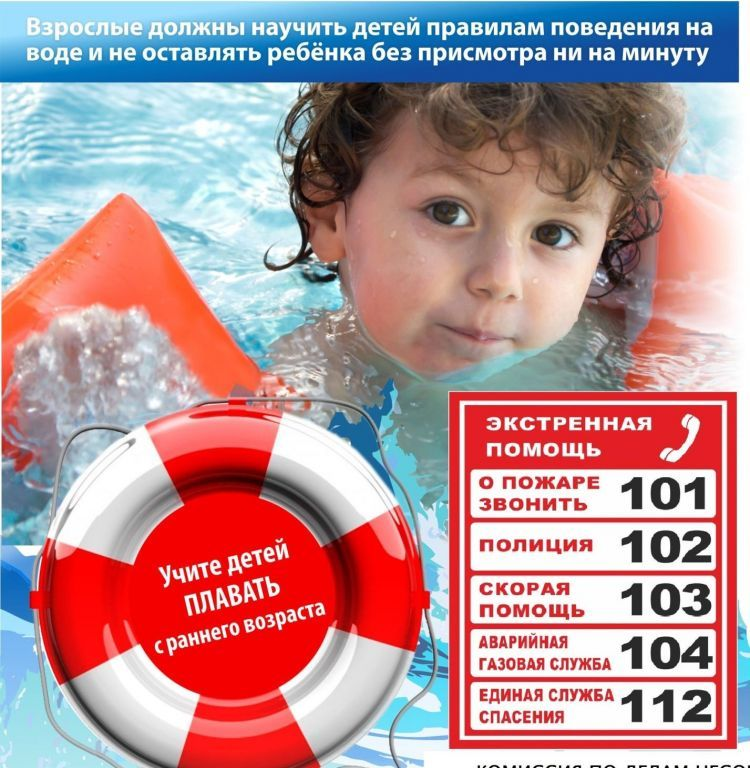 Взрослые должны научить детей правилам поведения на
воде и не оставлять ребёнка без присмотра ни на минуту
Учите детей
ПЛАВАТЬ
с раннего возраста
ЭКСТРЕННАЯ
ПОМОЩЬ
О ПОЖАРЕ
ЗВОНИТЬ 101
ПОЛИЦИЯ 102
СКОРАЯ
ПОМОЩЬ 103
АВАРИЙНАЯ
ГАЗОВАЯ СЛУЖБА 104
ЕДИНАЯ СЛУЖБА
СПАСЕНИЯ 112
КОМИССИЯ ПО ДЕЛАМ